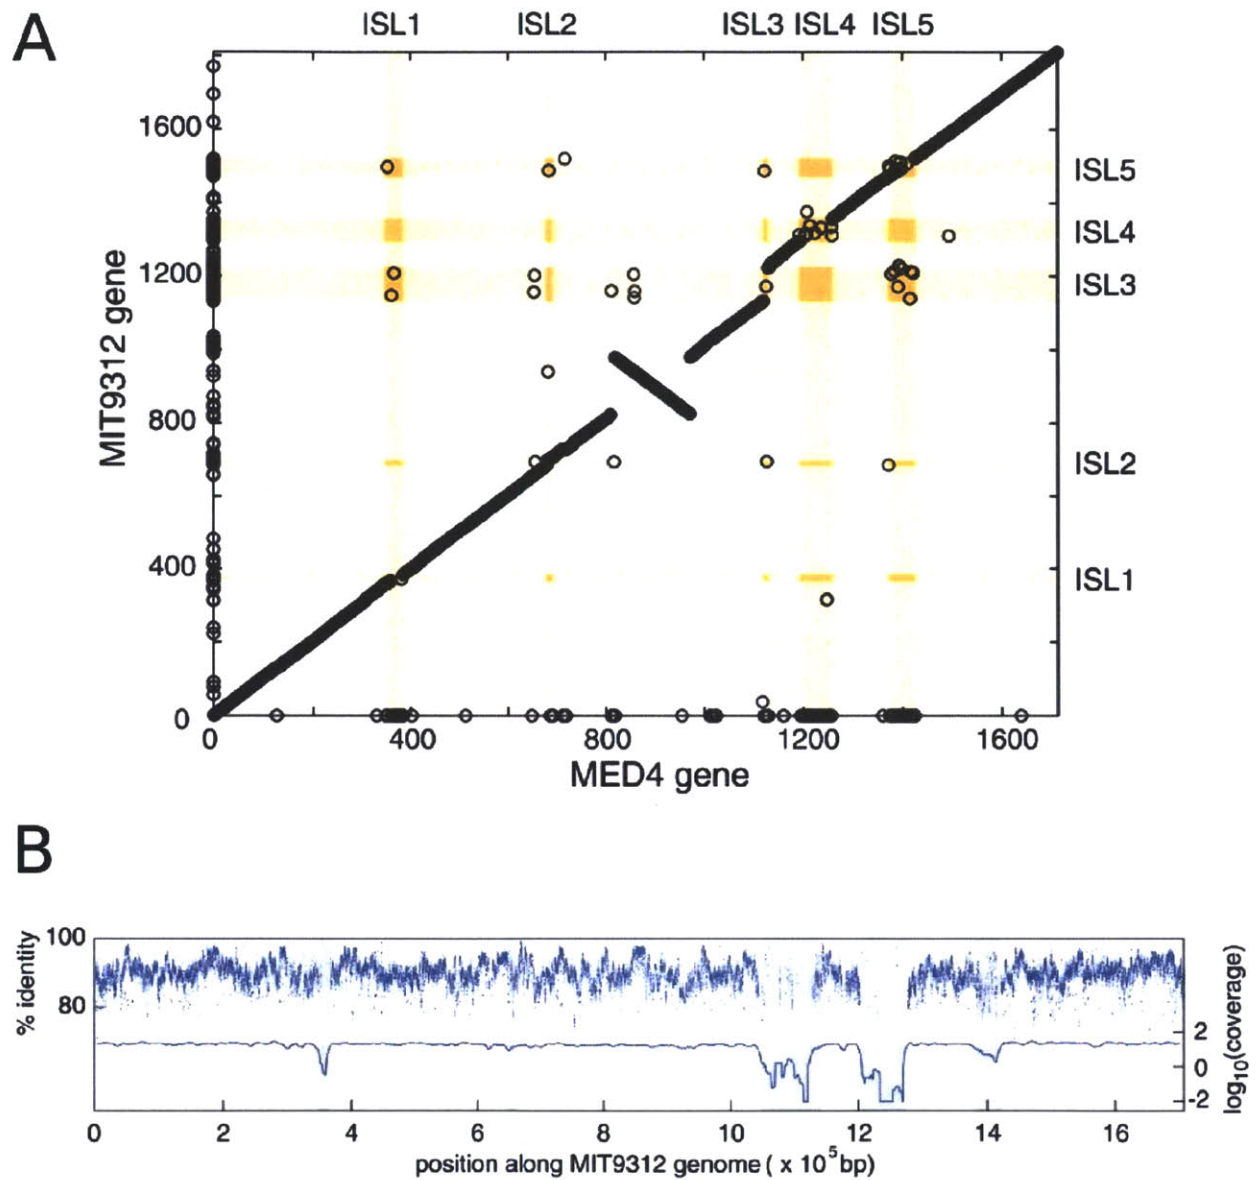 A
ISL1 ISL2 ISL3 ISL4 ISL5
1600
1200
800
400
0
MIT9312 gene
ISL5
ISL4
ISL3
ISL2
ISL1
0 400 800 1200 1600
MED4 gene
B
100
80
% identity
2
0
-2
log10(coverage)
0 2 4 6 8 10 12 14 16
position along MIT9312 genome ( x 10^5 bp)